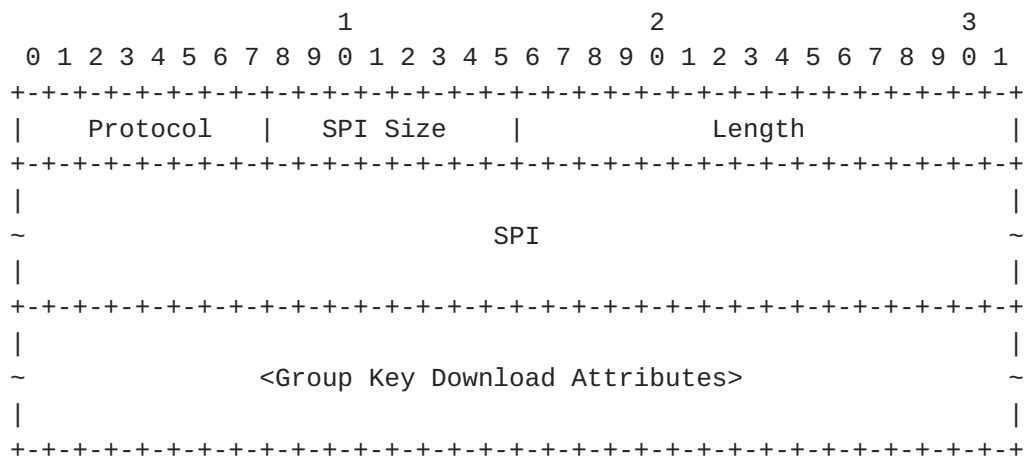 1                   2                   3
 0 1 2 3 4 5 6 7 8 9 0 1 2 3 4 5 6 7 8 9 0 1 2 3 4 5 6 7 8 9 0 1
+-+-+-+-+-+-+-+-+-+-+-+-+-+-+-+-+-+-+-+-+-+-+-+-+-+-+-+-+-+-+-+-+
|    Protocol   |   SPI Size    |            Length             |
+-+-+-+-+-+-+-+-+-+-+-+-+-+-+-+-+-+-+-+-+-+-+-+-+-+-+-+-+-+-+-+-+
|                                                               |
~                              SPI                              ~
|                                                               |
+-+-+-+-+-+-+-+-+-+-+-+-+-+-+-+-+-+-+-+-+-+-+-+-+-+-+-+-+-+-+-+-+
|                                                               |
~               <Group Key Download Attributes>                 ~
|                                                               |
+-+-+-+-+-+-+-+-+-+-+-+-+-+-+-+-+-+-+-+-+-+-+-+-+-+-+-+-+-+-+-+-+